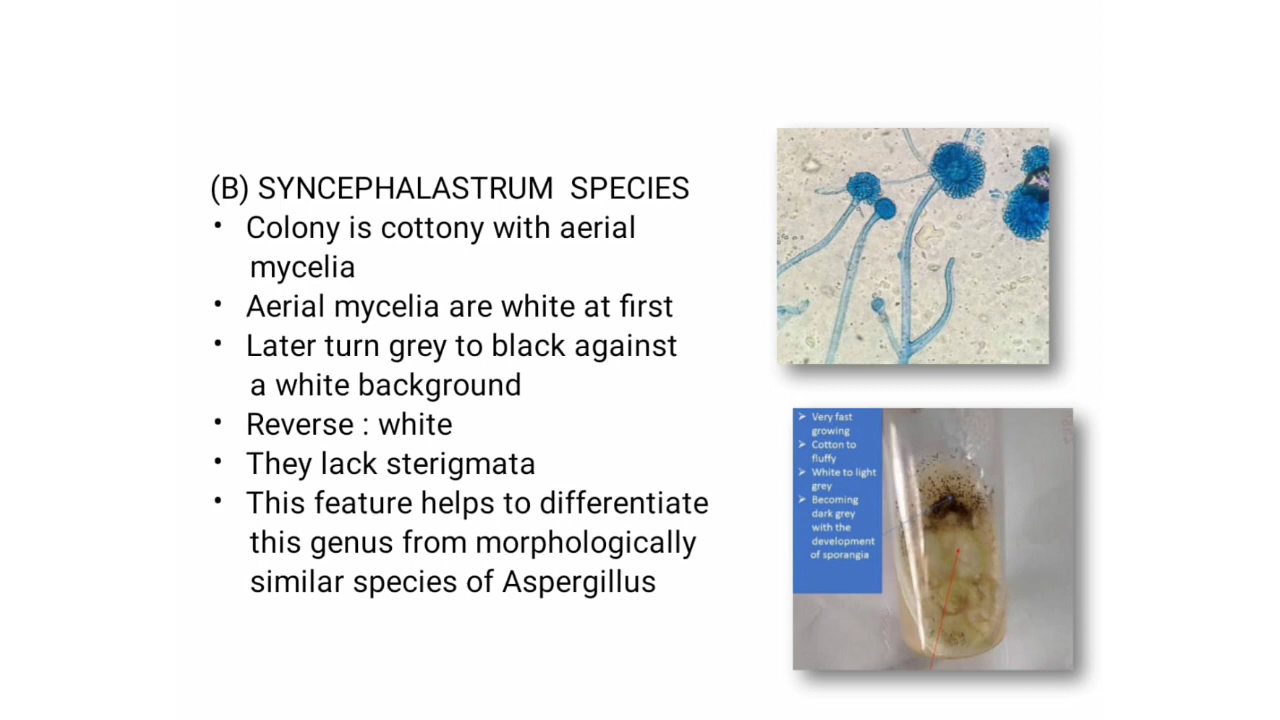 (B) SYNCEPHALASTRUM SPECIES
• Colony is cottony with aerial
mycelia
• Aerial mycelia are white at first
• Later turn grey to black against
a white background
• Reverse : white
• They lack sterigmata
• This feature helps to differentiate
this genus from morphologically
similar species of Aspergillus
➢ Very fast
growing
➢ Cotton to
fluffy
➢ White to light
grey
➢ Becoming
dark grey
with the
development
of sporangia